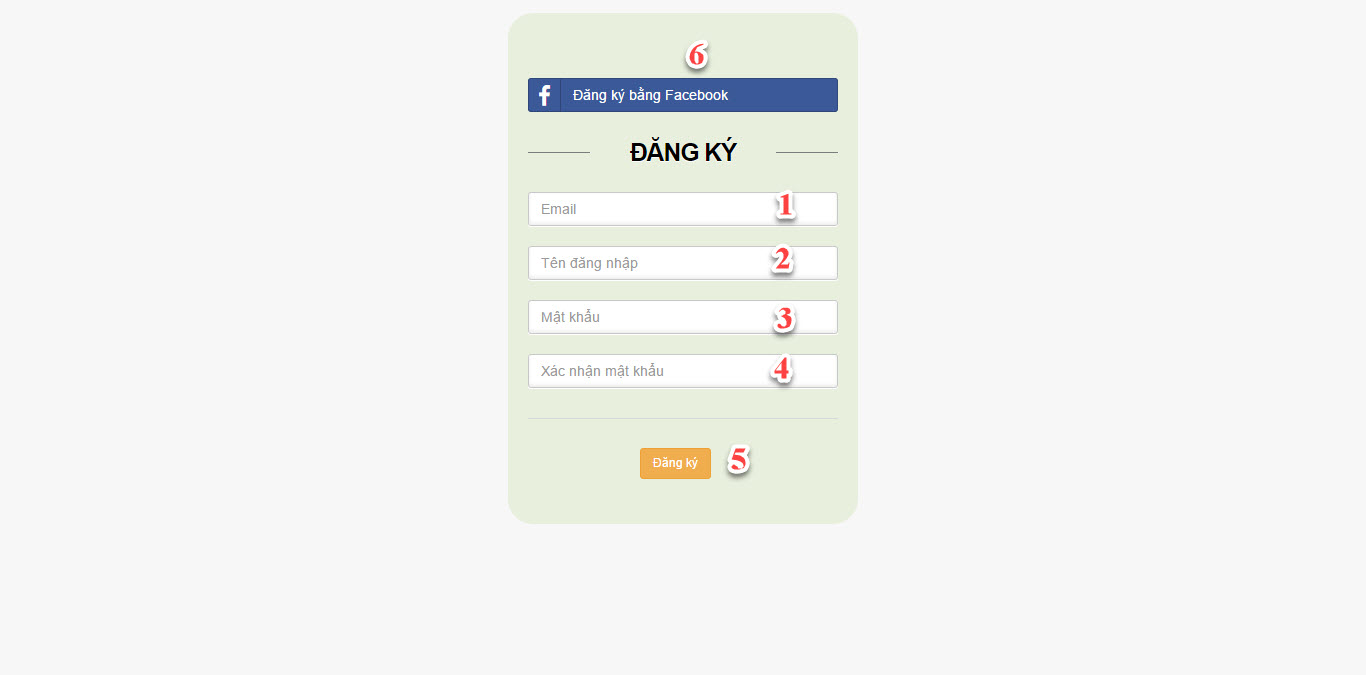 6
Đăng ký bằng Facebook
ĐĂNG KÝ
Email 1
Tên đăng nhập 2
Mật khẩu 3
Xác nhận mật khẩu 4
Đăng ký 5